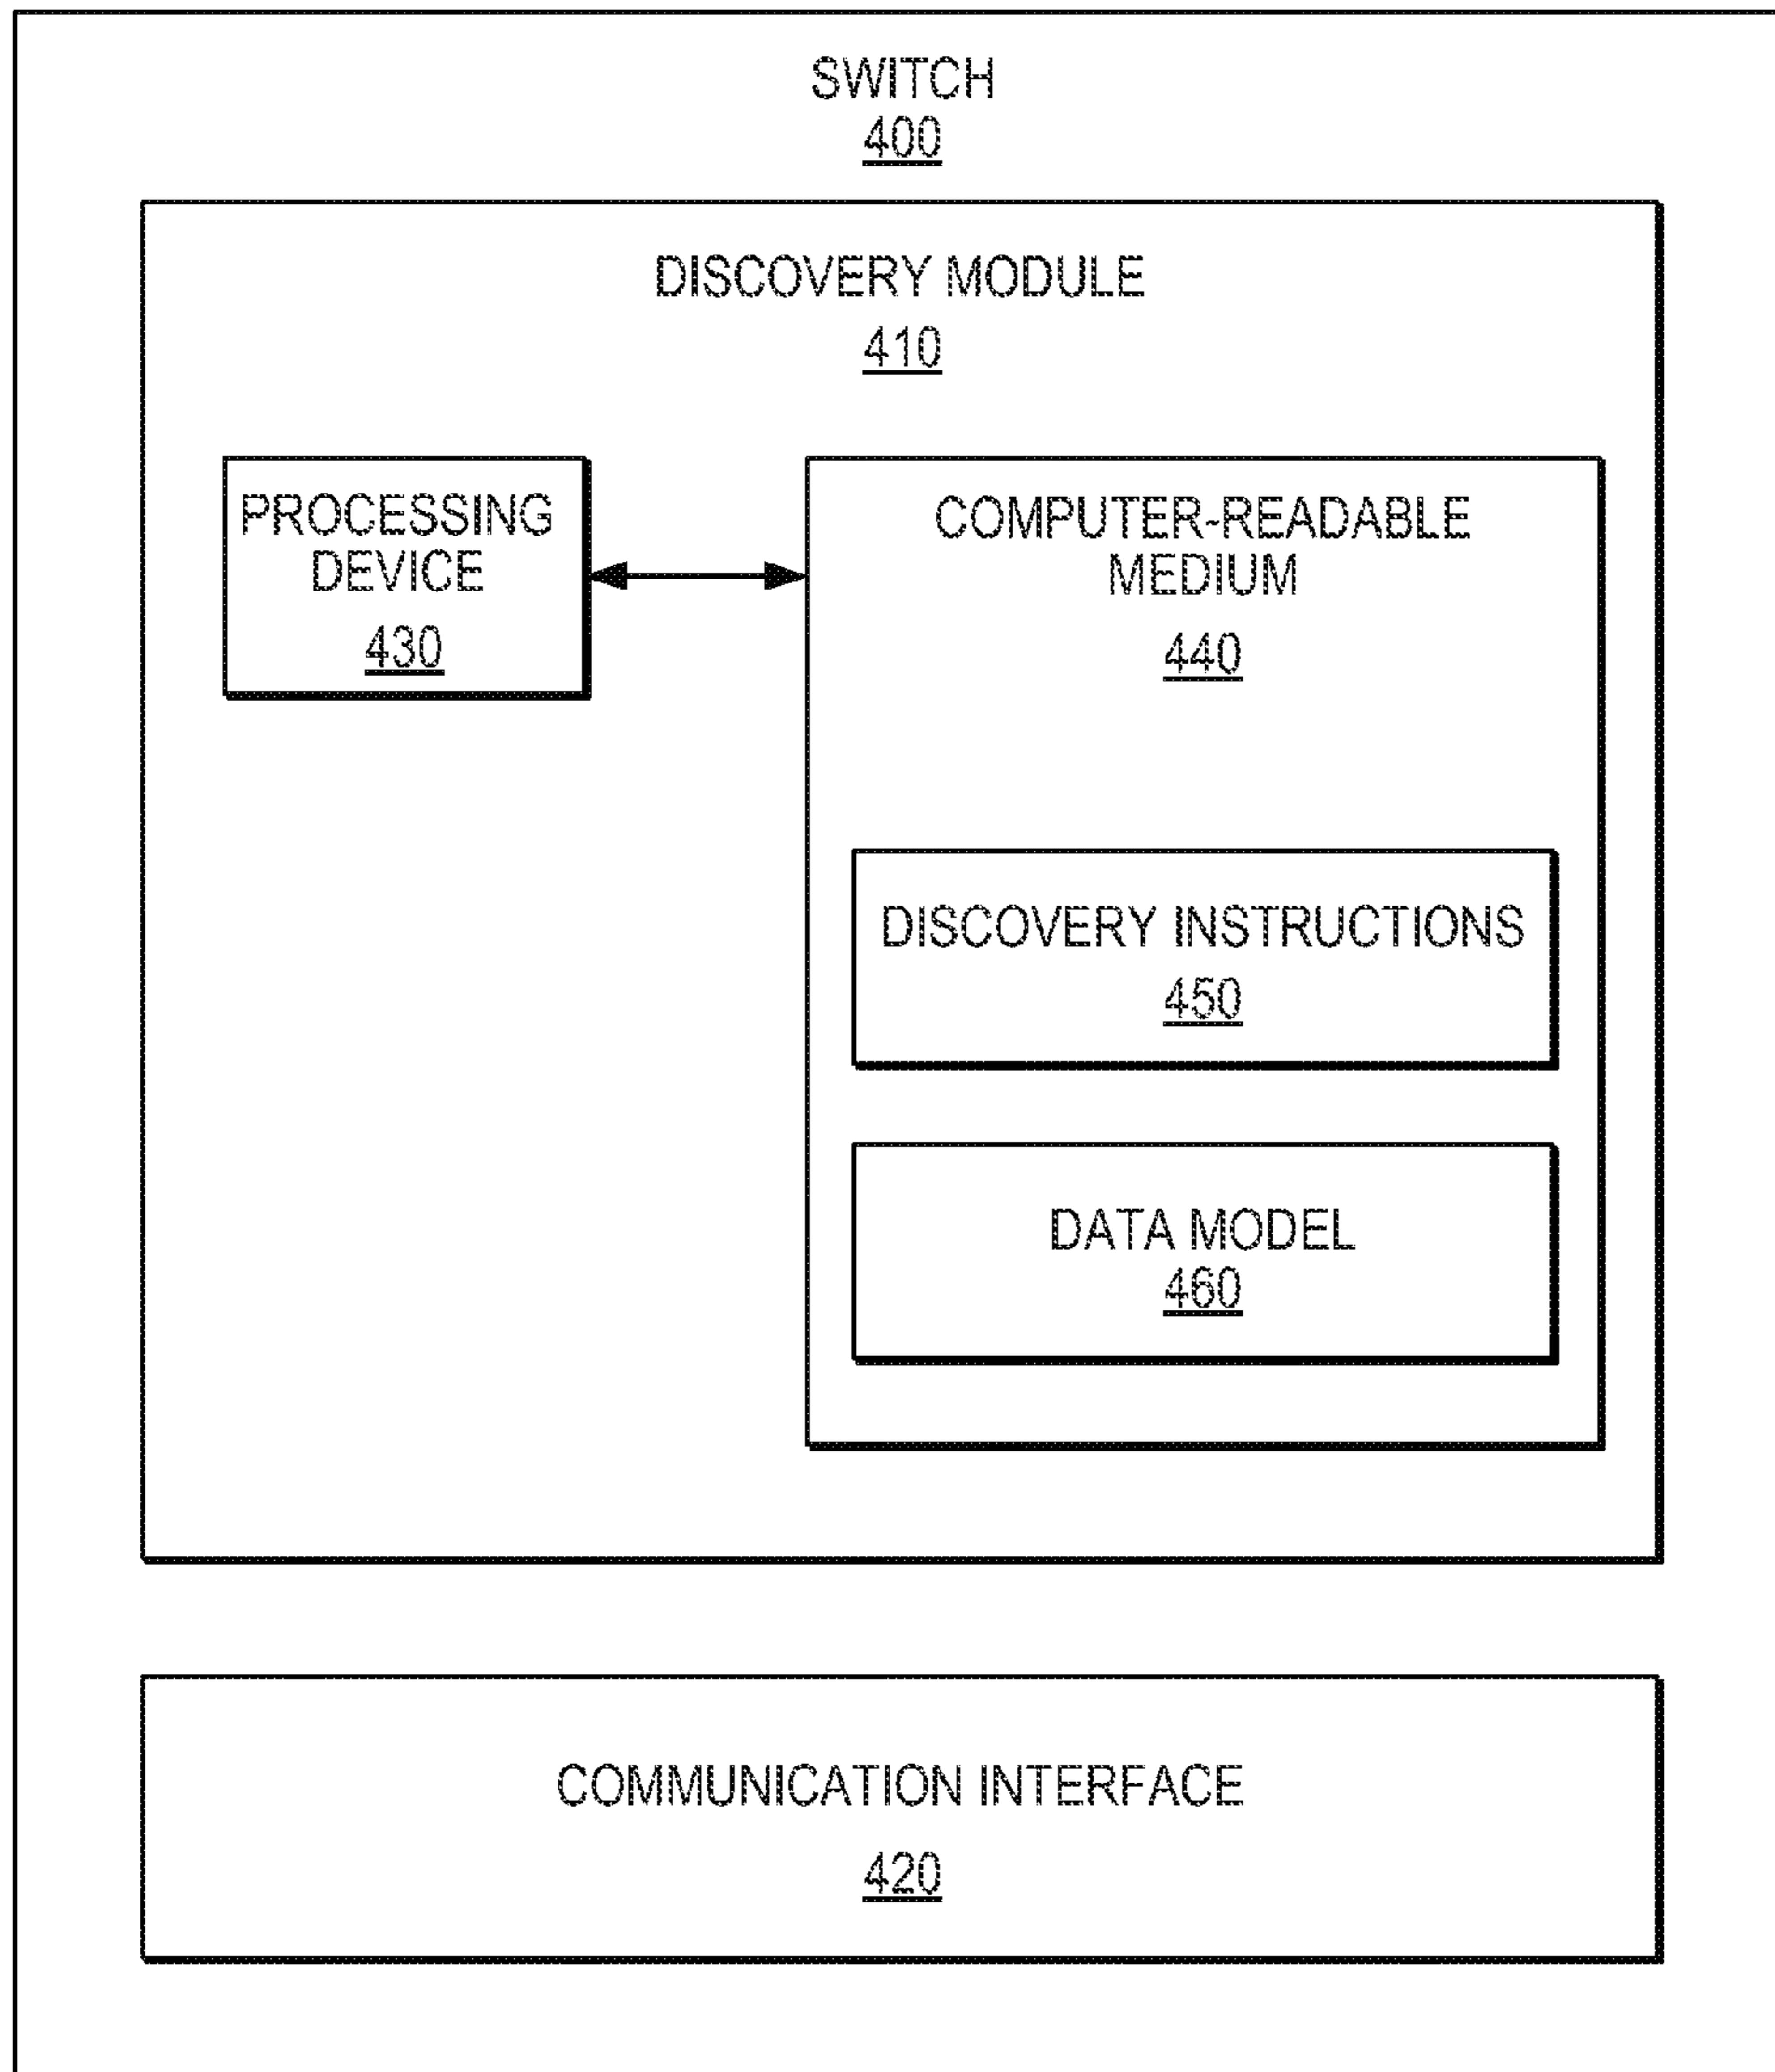 SWITCH
400
DISCOVERY MODULE
410
PROCESSING
DEVICE
430
COMPUTER-READABLE
MEDIUM
440
DISCOVERY INSTRUCTIONS
450
DATA MODEL
460
COMMUNICATION INTERFACE
420